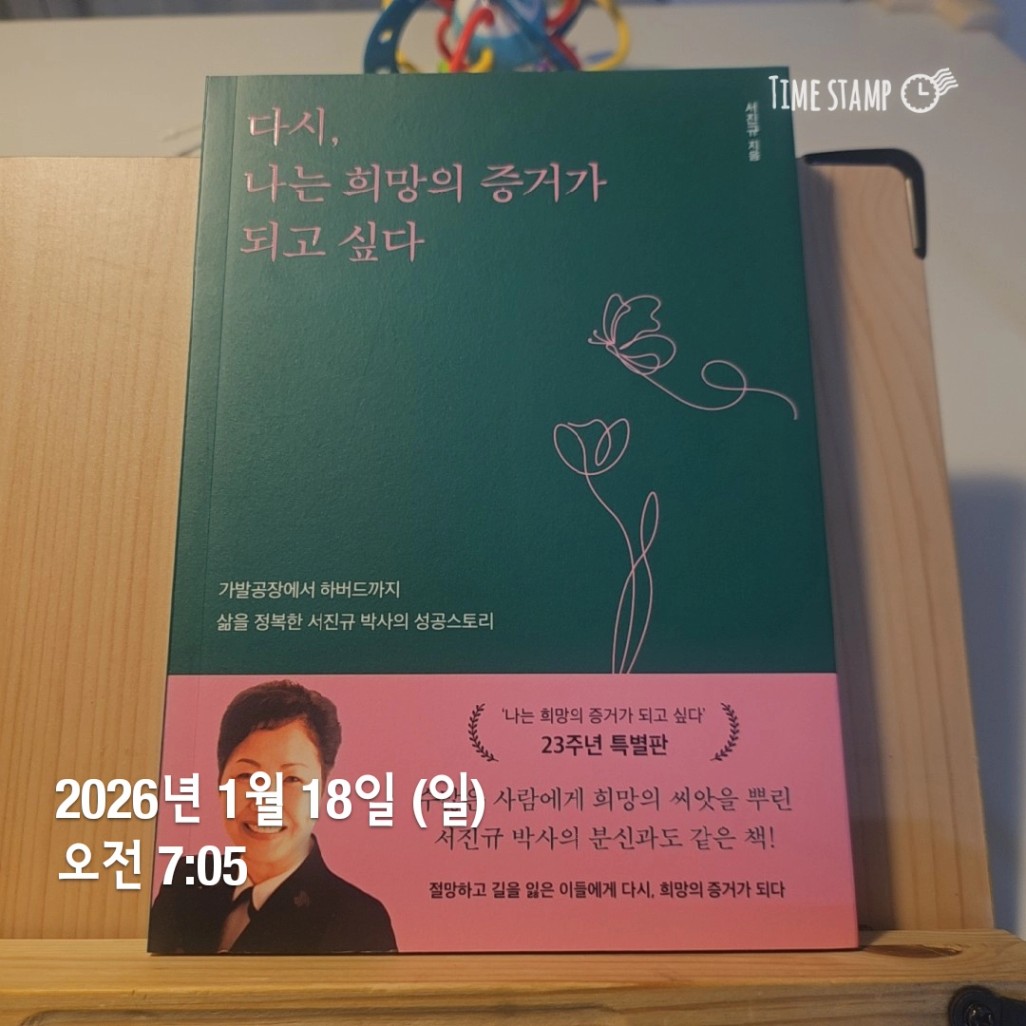 TIME STAMP
다시,
나는 희망의 증거가
되고 싶다
서진규 지음
가발공장에서 하버드까지
삶을 정복한 서진규 박사의 성공스토리
'나는 희망의 증거가 되고 싶다'
23주년 특별판
사람에게 희망의 씨앗을 뿌린
서진규 박사의 분신과도 같은 책!
절망하고 길을 잃은 이들에게 다시, 희망의 증거가 되다
2026년 1월 18일 (일)
오전 7:05